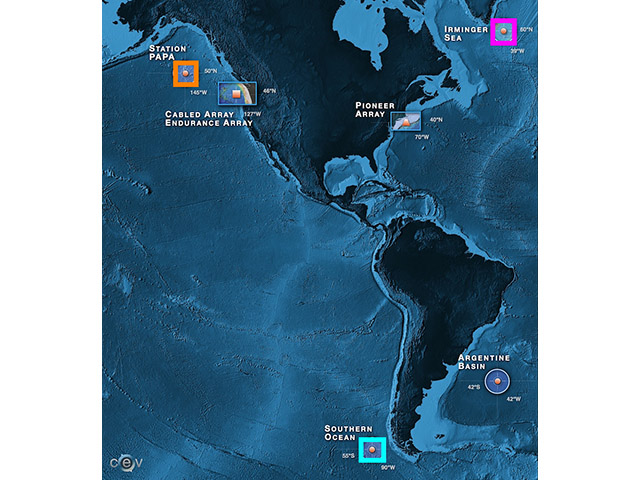 Irminger
Sea
60°N
39°W
Station
Papa
50°N
145°W
46°N
127°W
Cabled Array
Endurance Array
Pioneer
Array
40°N
70°W
Argentine
Basin
42°S
42°W
Southern
Ocean
55°S
90°W
cev